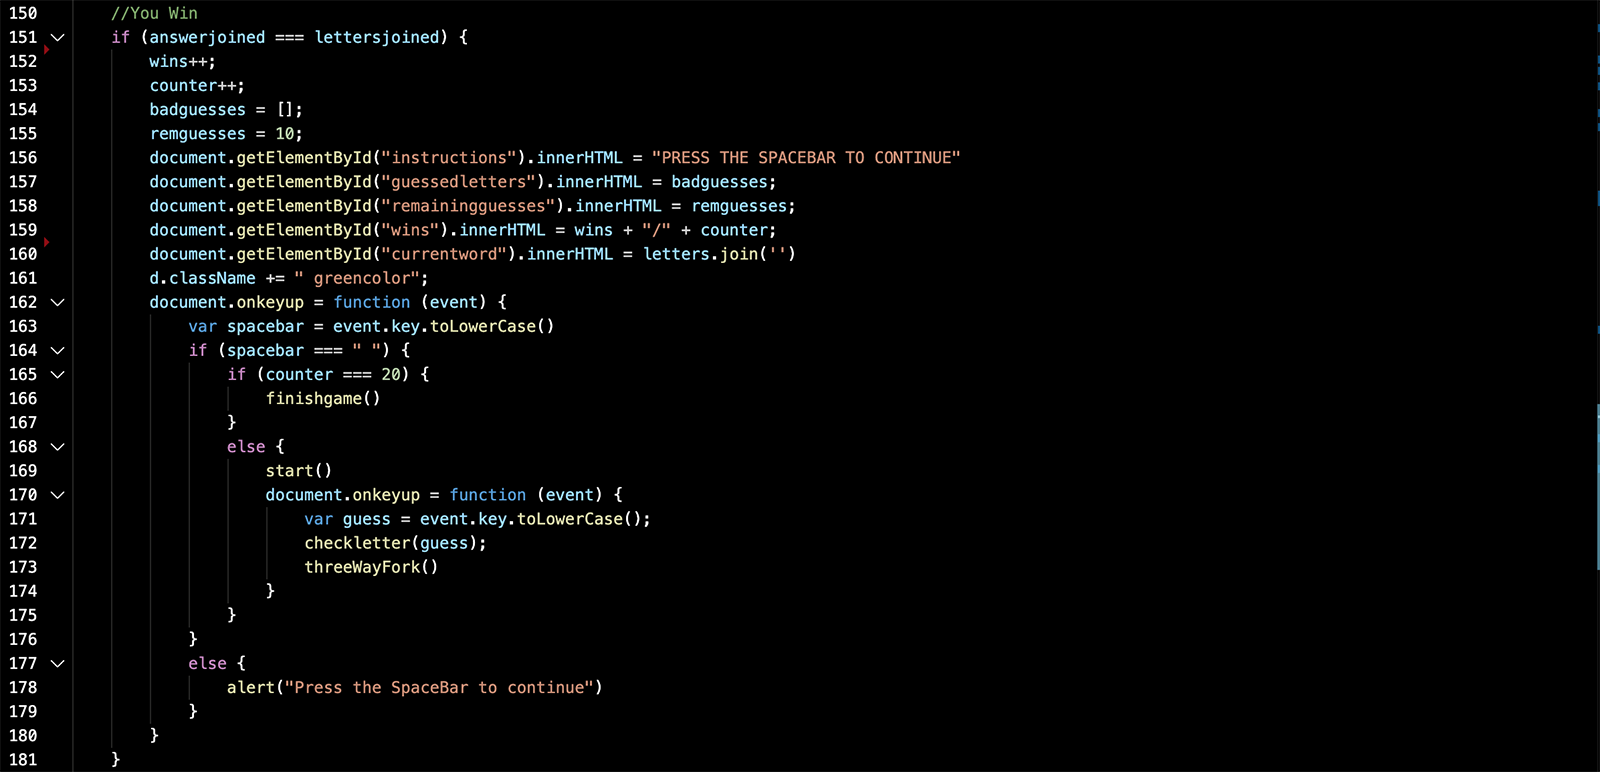 150 //You Win
151 if (answerjoined === lettersjoined) {
152 wins++;
153 counter++;
154 badguesses = [];
155 remguesses = 10;
156 document.getElementById("instructions").innerHTML = "PRESS THE SPACEBAR TO CONTINUE"
157 document.getElementById("guessedletters").innerHTML = badguesses;
158 document.getElementById("remainingguesses").innerHTML = remguesses;
159 document.getElementById("wins").innerHTML = wins + "/" + counter;
160 document.getElementById("currentword").innerHTML = letters.join('')
161 d.className += " greencolor";
162 document.onkeyup = function (event) {
163 var spacebar = event.key.toLowerCase()
164 if (spacebar === " ") {
165 if (counter === 20) {
166 finishgame()
167 }
168 else {
169 start()
170 document.onkeyup = function (event) {
171 var guess = event.key.toLowerCase();
172 checkletter(guess);
173 threeWayFork()
174 }
175 }
176 }
177 else {
178 alert("Press the SpaceBar to continue")
179 }
180 }
181 }